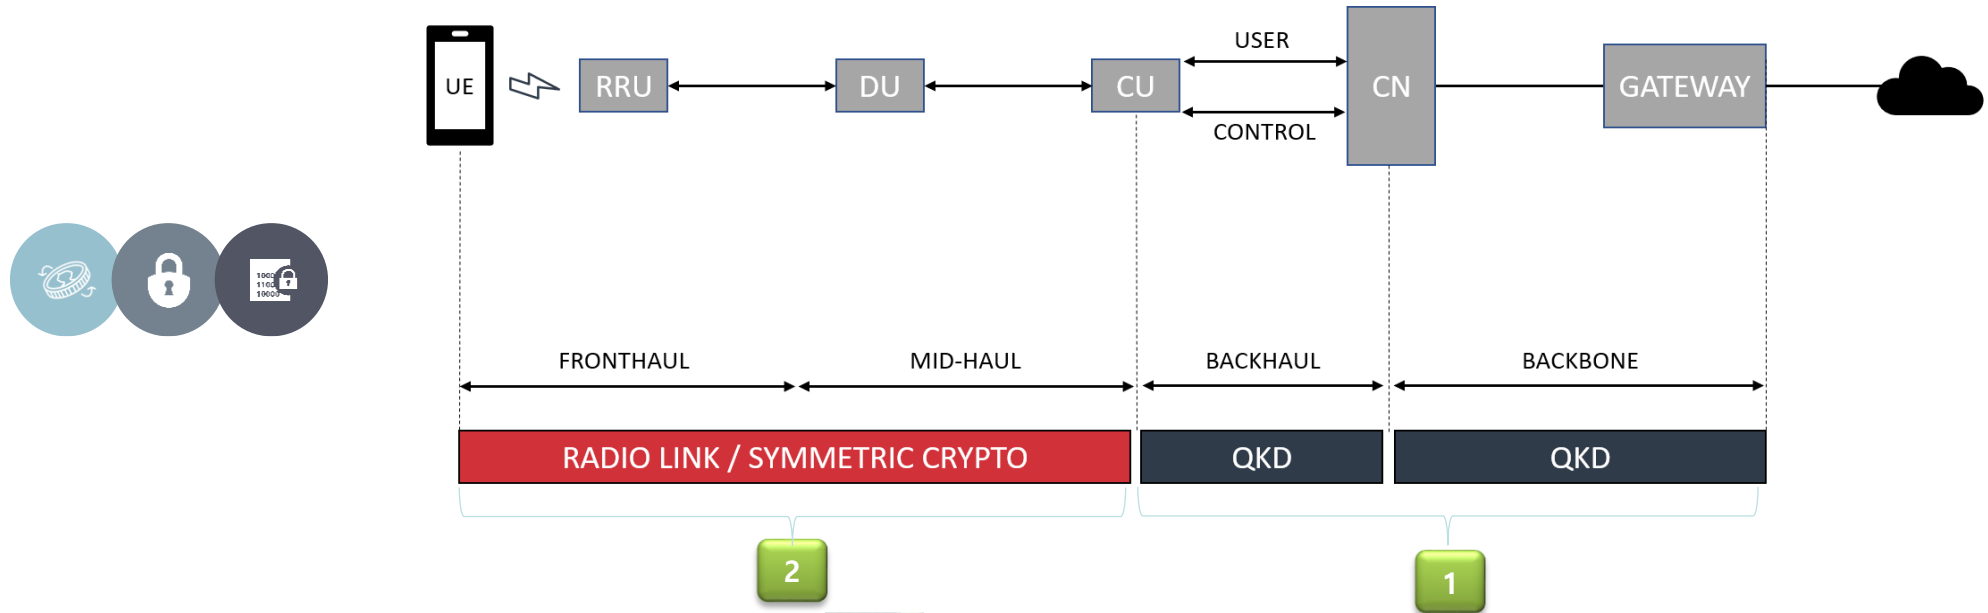 USER
UE
RRU
DU
CU
CN
GATEWAY
CONTROL
FRONTHAUL
MID-HAUL
BACKHAUL
BACKBONE
RADIO LINK / SYMMETRIC CRYPTO
QKD
QKD
2
1